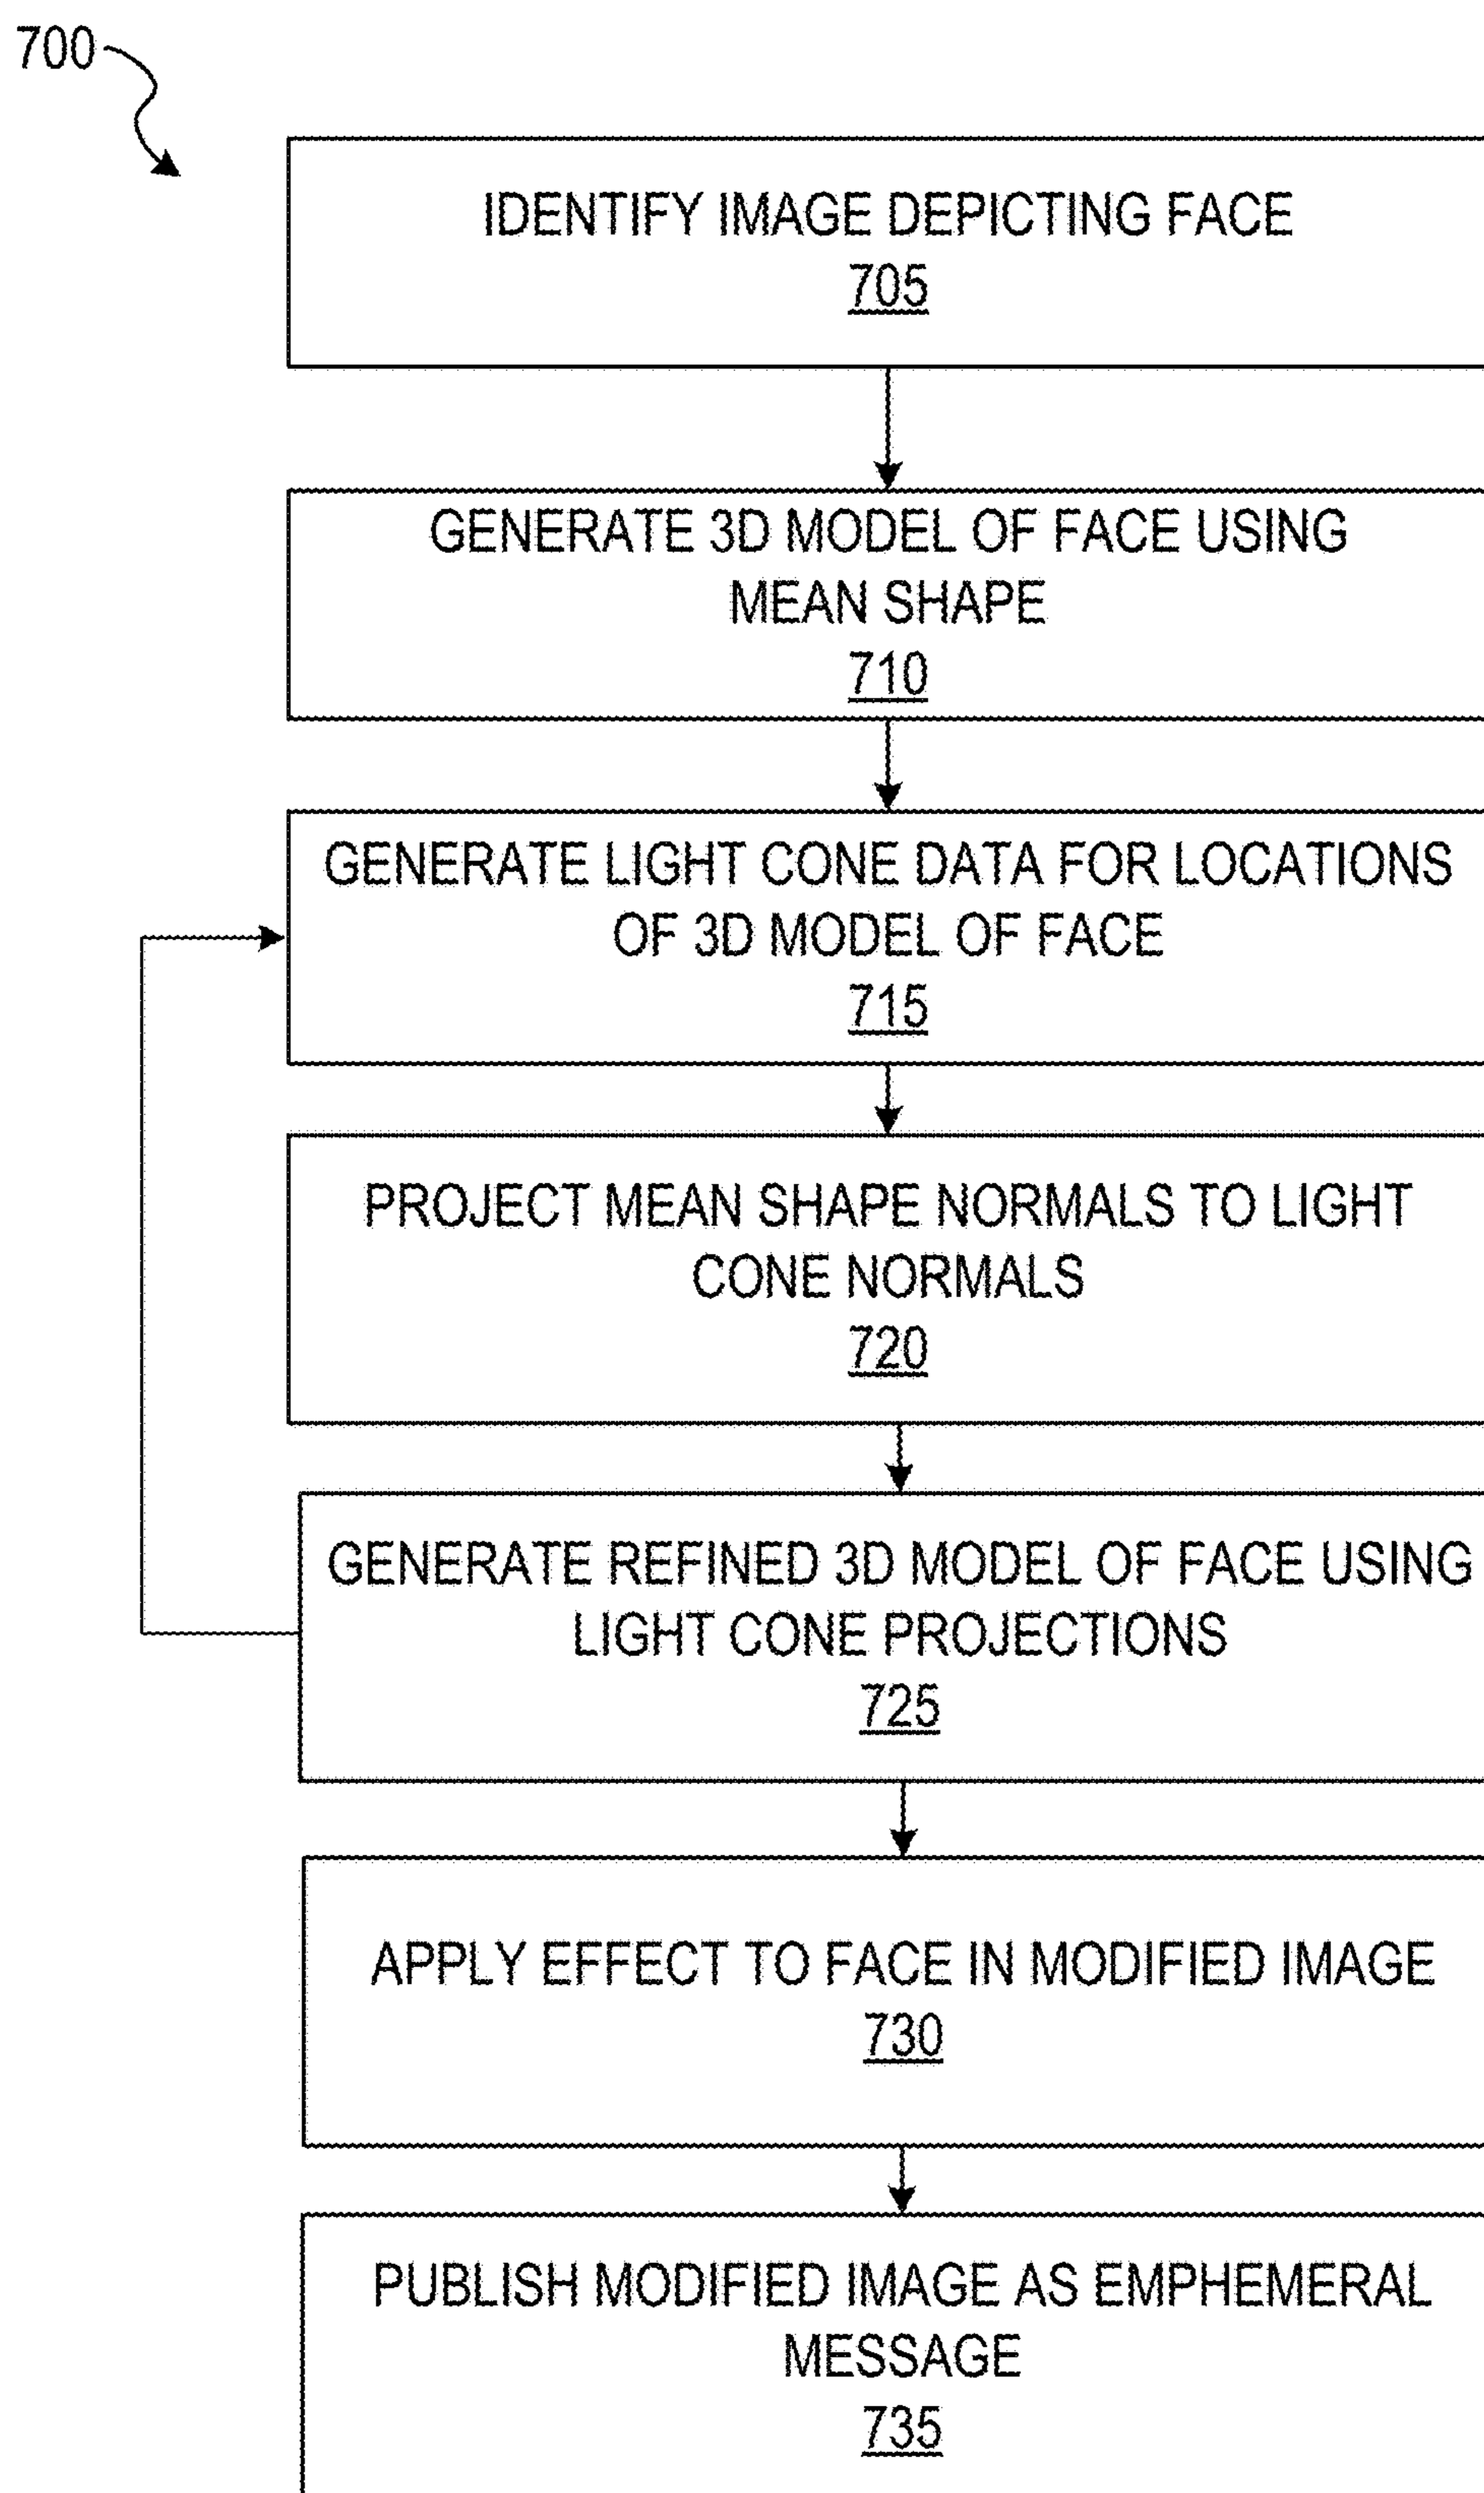 700
IDENTIFY IMAGE DEPICTING FACE
705
GENERATE 3D MODEL OF FACE USING
MEAN SHAPE
710
GENERATE LIGHT CONE DATA FOR LOCATIONS
OF 3D MODEL OF FACE
715
PROJECT MEAN SHAPE NORMALS TO LIGHT
CONE NORMALS
720
GENERATE REFINED 3D MODEL OF FACE USING
LIGHT CONE PROJECTIONS
725
APPLY EFFECT TO FACE IN MODIFIED IMAGE
730
PUBLISH MODIFIED IMAGE AS EMPHEMERAL
MESSAGE
735